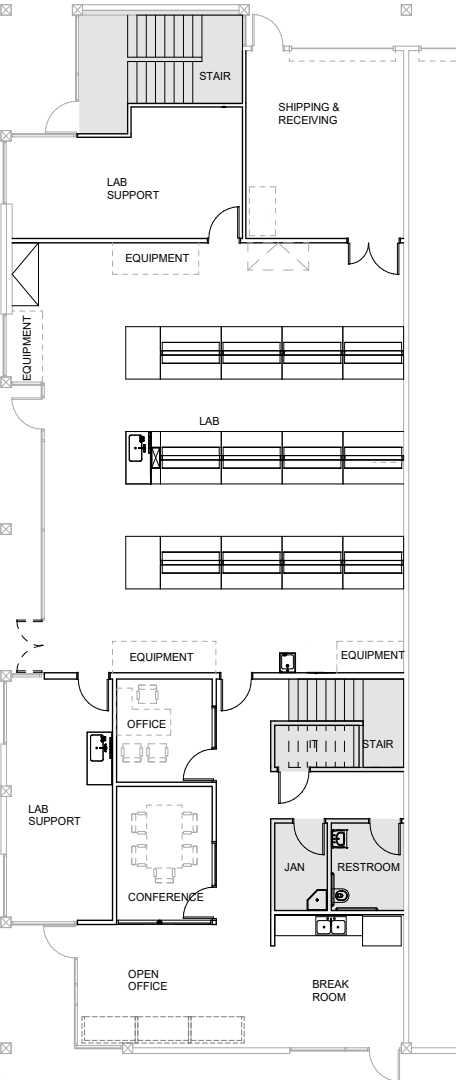 STAIR
SHIPPING &
RECEIVING
LAB
SUPPORT
EQUIPMENT
EQUIPMENT
LAB
EQUIPMENT
EQUIPMENT
OFFICE
IT
STAIR
LAB
SUPPORT
JAN
RESTROOM
CONFERENCE
OPEN
OFFICE
BREAK
ROOM